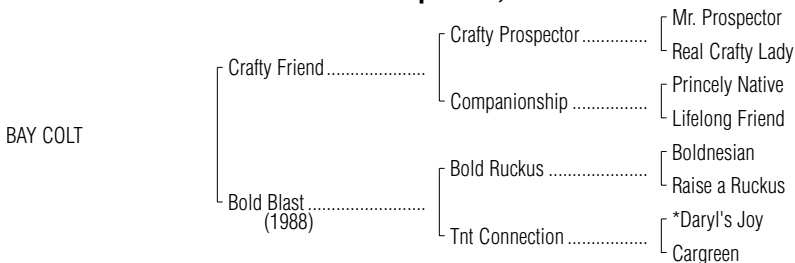 Mr. Prospector
Crafty Prospector..............
Real Crafty Lady
Crafty Friend.....................
Princely Native
Companionship ................
Lifelong Friend
BAY COLT
Boldnesian
Bold Ruckus ......................
Raise a Ruckus
Bold Blast .........................
(1988)
*Daryl's Joy
Tnt Connection .................
Cargreen